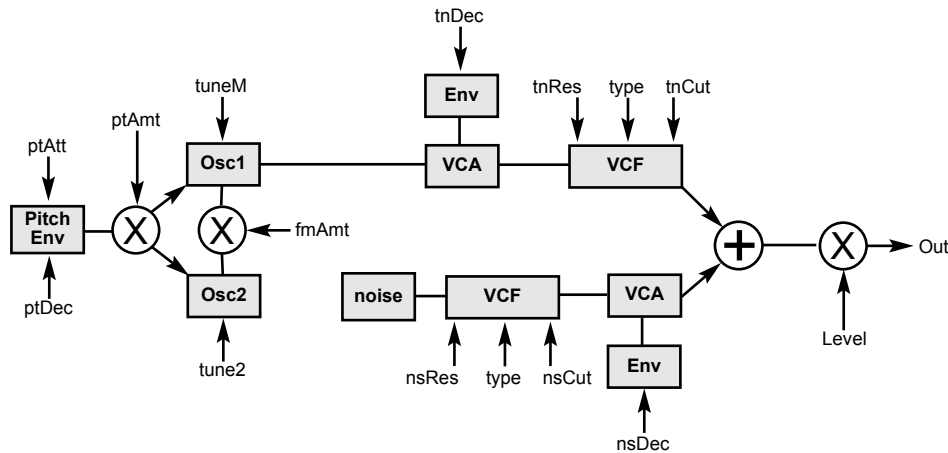 tnDec
tuneM
Env
tnRes type tnCut
ptAmt
ptAtt
Osc1
VCA
VCF
Pitch
Env
X
X
fmAmt
+
X
Out
Osc2
noise
VCF
VCA
ptDec
Level
tune2
nsRes type nsCut
Env
nsDec